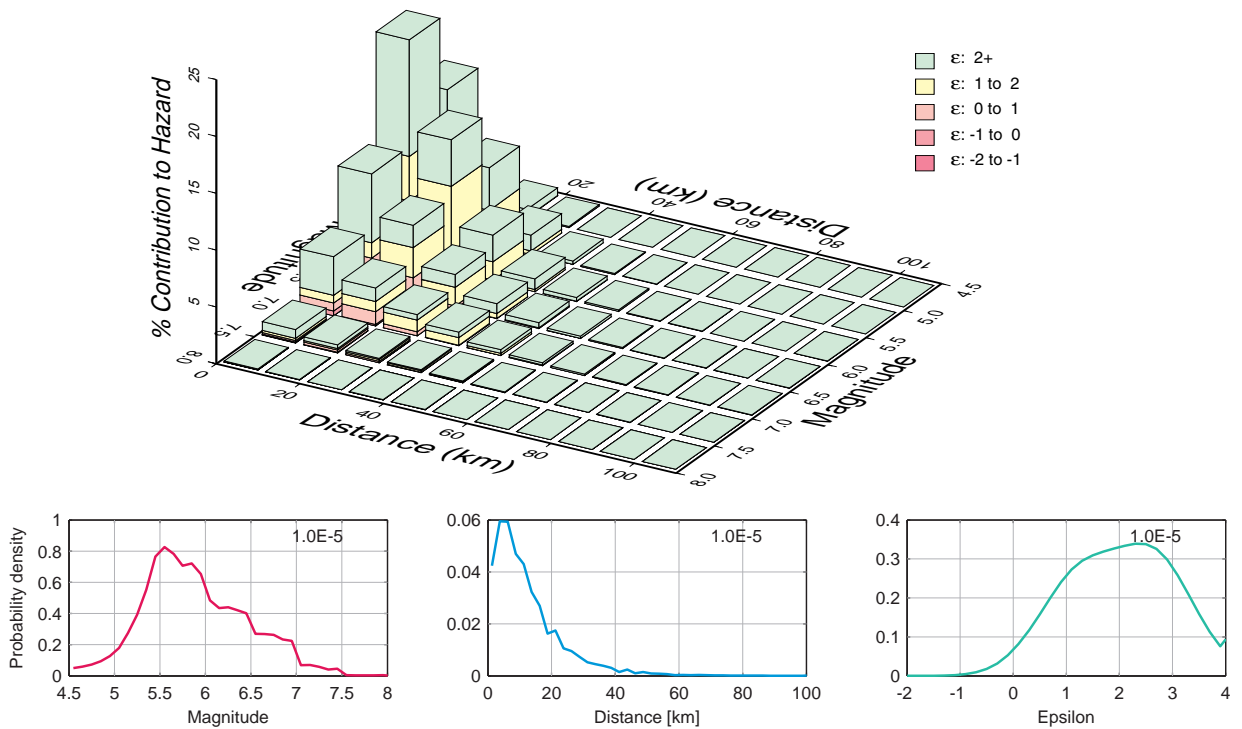 % Contribution to Hazard
25
20
15
10
5
ε: 2+
ε: 1 to 2
ε: 0 to 1
ε: -1 to 0
ε: -2 to -1
20
40
60
80
100
Distance (km)
4.5
5.0
5.5
6.0
6.5
7.0
7.5
8.0
Magnitude
7.0
7.5
8.0
0
20
40
60
80
100
Distance (km)
Probability density
1
0.8
0.6
0.4
0.2
0
1.0E-5
4.5 5 5.5 6 6.5 7 7.5 8
Magnitude
0.06
0.04
0.02
0
1.0E-5
0 20 40 60 80 100
Distance [km]
0.4
0.3
0.2
0.1
0
1.0E-5
-2 -1 0 1 2 3 4
Epsilon